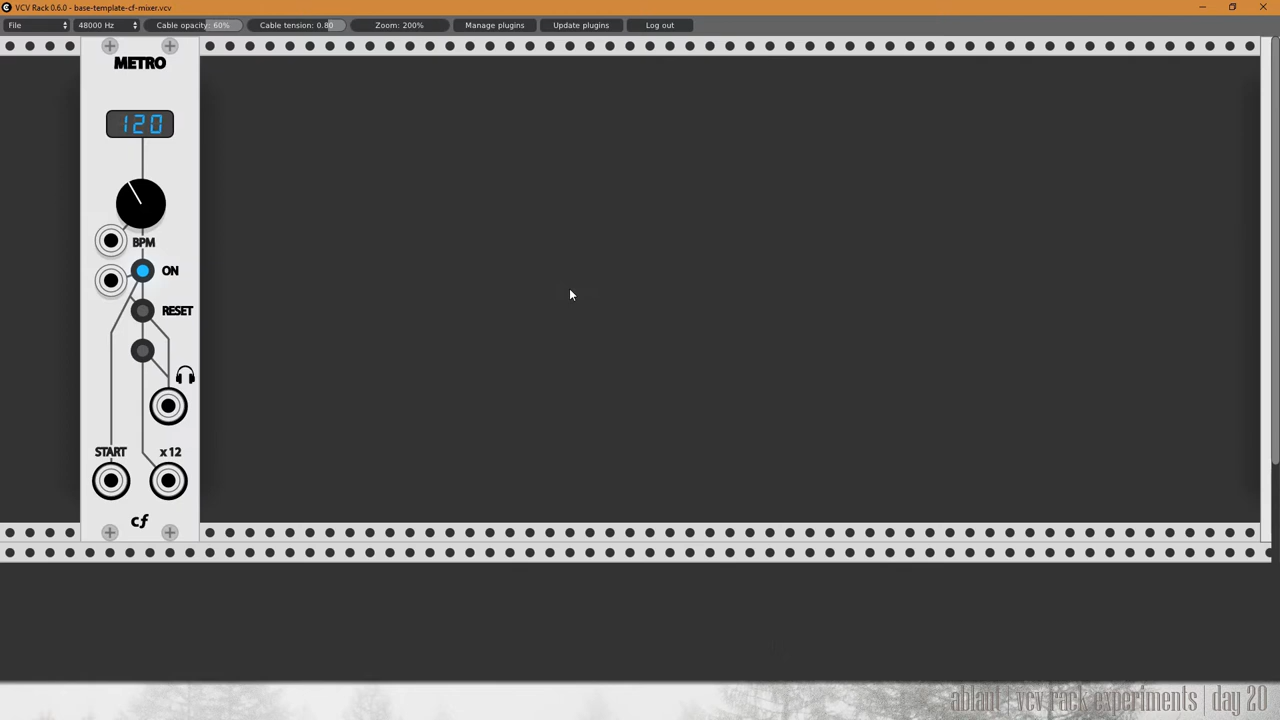 VCV Rack 0.6.0 - base-template-cf-mixer.vcv
File 48000 Hz Cable opacity: 60% Cable tension: 0.80 Zoom: 200% Manage plugins Update plugins Log out
METRO
120
BPM
ON
RESET
START x 12
cf
ablant | vcv rack experiments | day 20